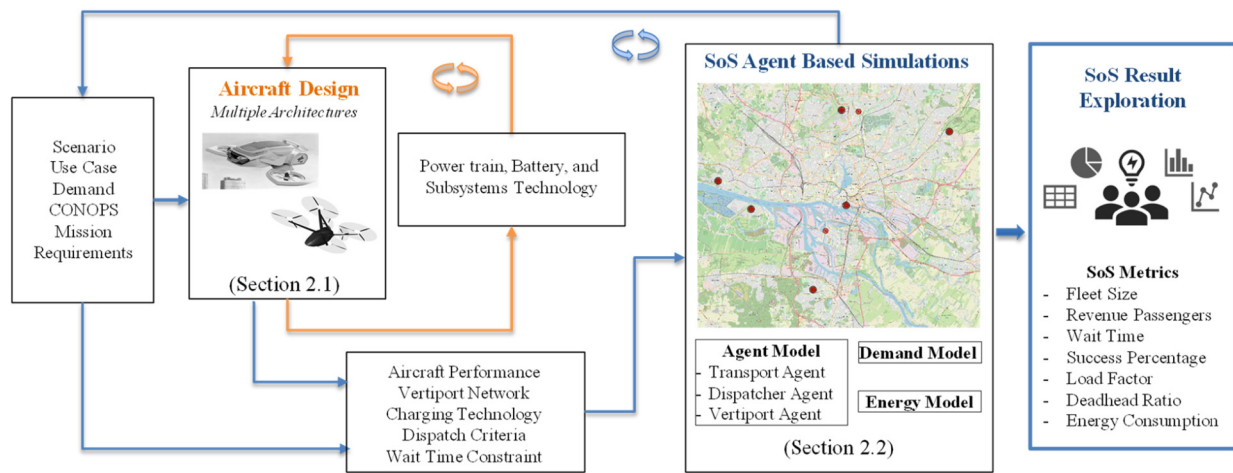 Scenario
Use Case
Demand
CONOPS
Mission
Requirements
Aircraft Design
Multiple Architectures
(Section 2.1)
Power train, Battery, and
Subsystems Technology
Aircraft Performance
Vertiport Network
Charging Technology
Dispatch Criteria
Wait Time Constraint
SoS Agent Based Simulations
Agent Model
- Transport Agent
- Dispatcher Agent
- Vertiport Agent
Demand Model
Energy Model
(Section 2.2)
SoS Result
Exploration
SoS Metrics
- Fleet Size
- Revenue Passengers
- Wait Time
- Success Percentage
- Load Factor
- Deadhead Ratio
- Energy Consumption